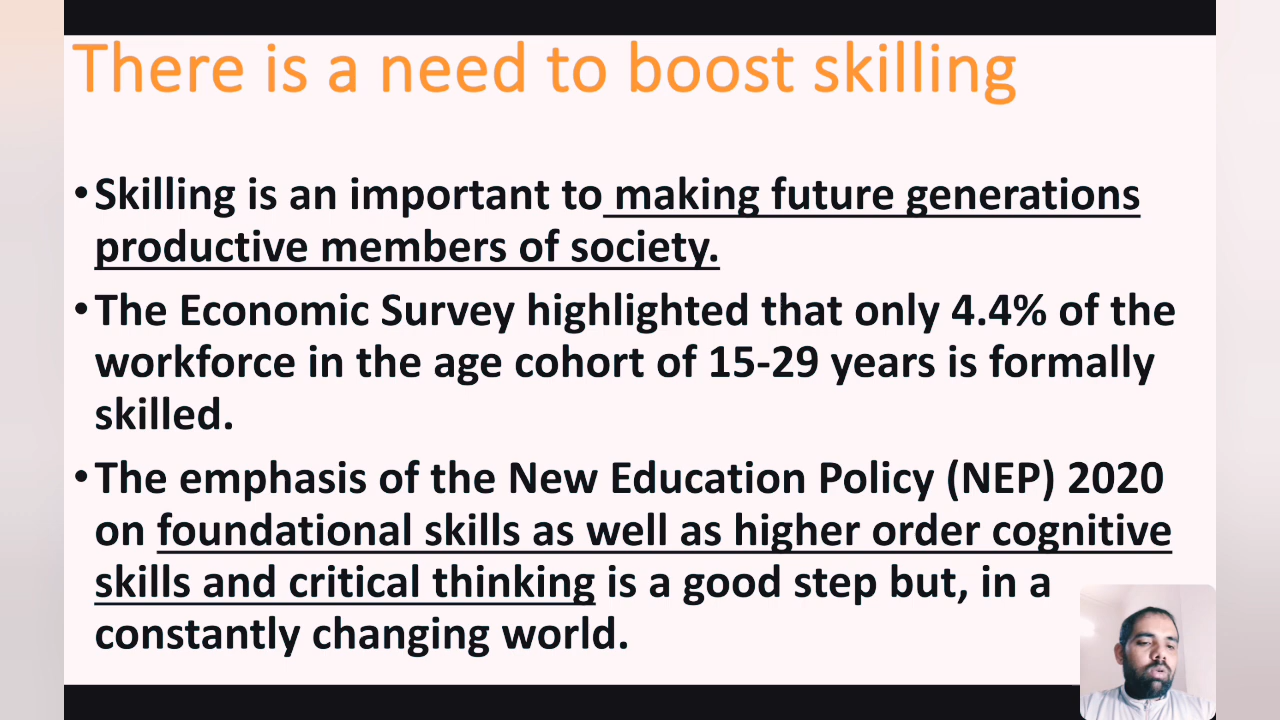 There is a need to boost skilling
•Skilling is an important to making future generations
productive members of society.
•The Economic Survey highlighted that only 4.4% of the
workforce in the age cohort of 15-29 years is formally
skilled.
•The emphasis of the New Education Policy (NEP) 2020
on foundational skills as well as higher order cognitive
skills and critical thinking is a good step but, in a
constantly changing world.